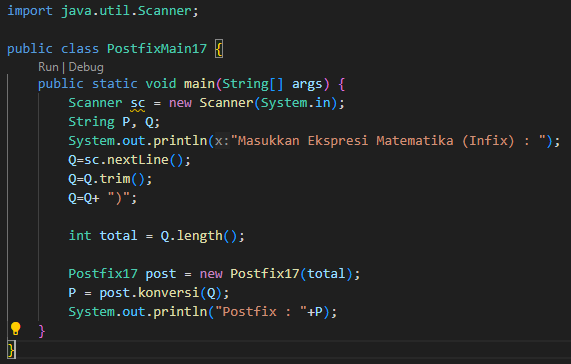 import java.util.Scanner;
public class PostfixMain17 {
Run | Debug
public static void main(String[] args) {
Scanner sc = new Scanner(System.in);
String P, Q;
System.out.println(x:"Masukkan Ekspresi Matematika (Infix) : ");
Q=sc.nextLine();
Q=Q.trim();
Q=Q+ ")";
int total = Q.length();
Postfix17 post = new Postfix17(total);
P = post.konversi(Q);
System.out.println("Postfix : "+P);
}
}